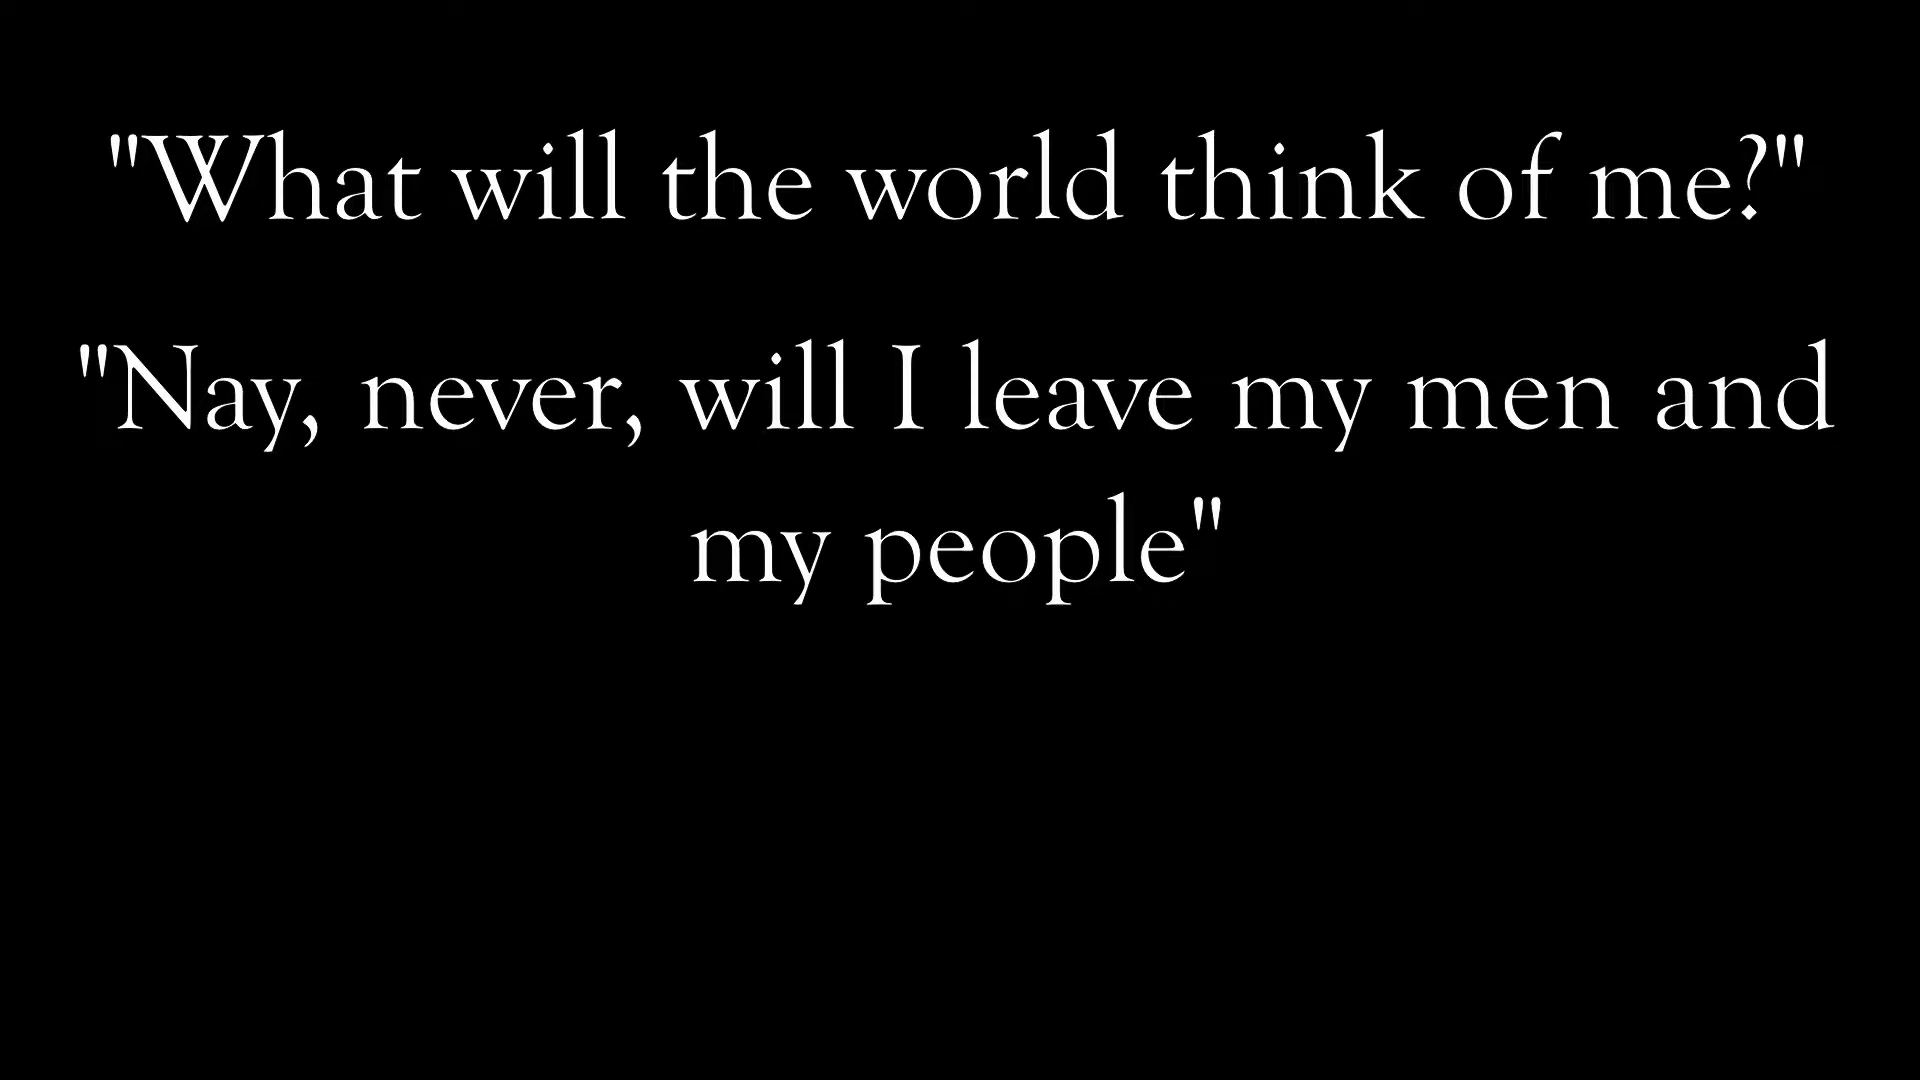 "What will the world think of me?"
"Nay, never, will I leave my men and
my people"